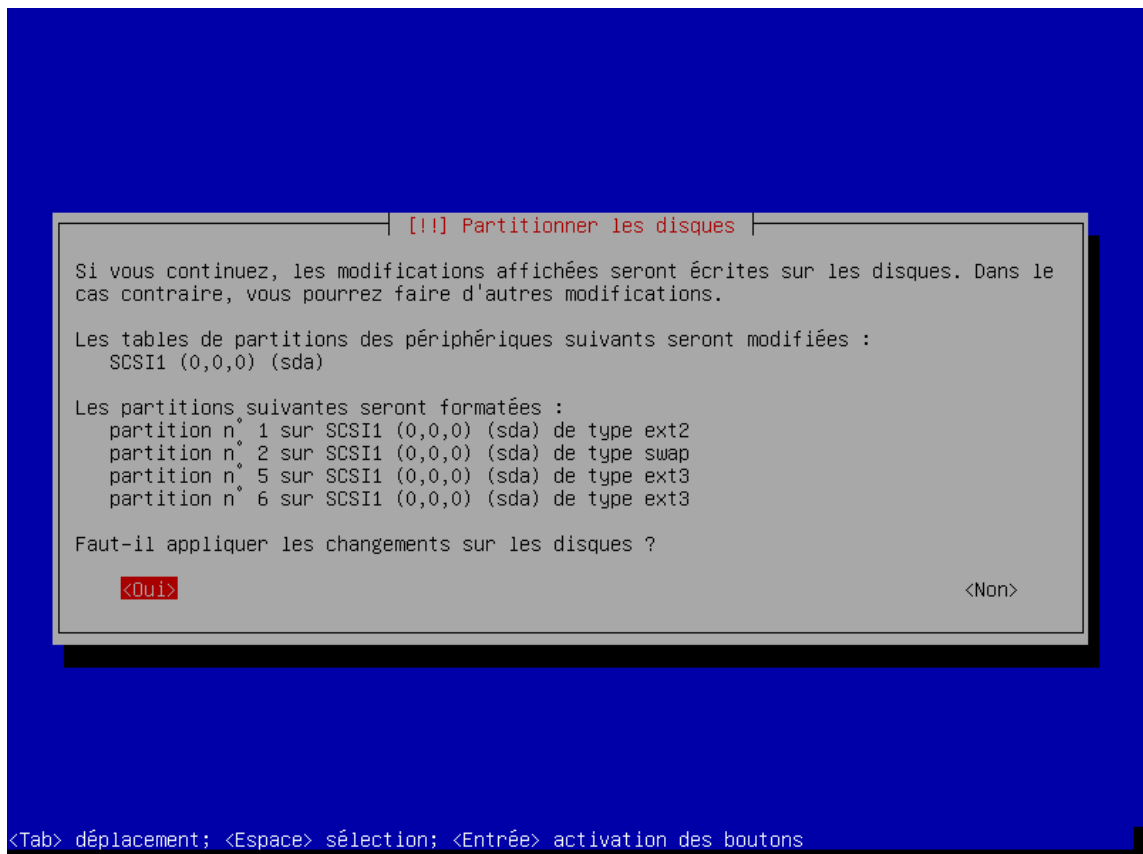 [!!] Partitionner les disques
Si vous continuez, les modifications affichées seront écrites sur les disques. Dans le
cas contraire, vous pourrez faire d'autres modifications.
Les tables de partitions des périphériques suivants seront modifiées :
SCSI1 (0,0,0) (sda)
Les partitions suivantes seront formatées :
partition n° 1 sur SCSI1 (0,0,0) (sda) de type ext2
partition n° 2 sur SCSI1 (0,0,0) (sda) de type swap
partition n° 5 sur SCSI1 (0,0,0) (sda) de type ext3
partition n° 6 sur SCSI1 (0,0,0) (sda) de type ext3
Faut-il appliquer les changements sur les disques ?
<Oui> <Non>
<Tab> déplacement; <Espace> sélection; <Entrée> activation des boutons